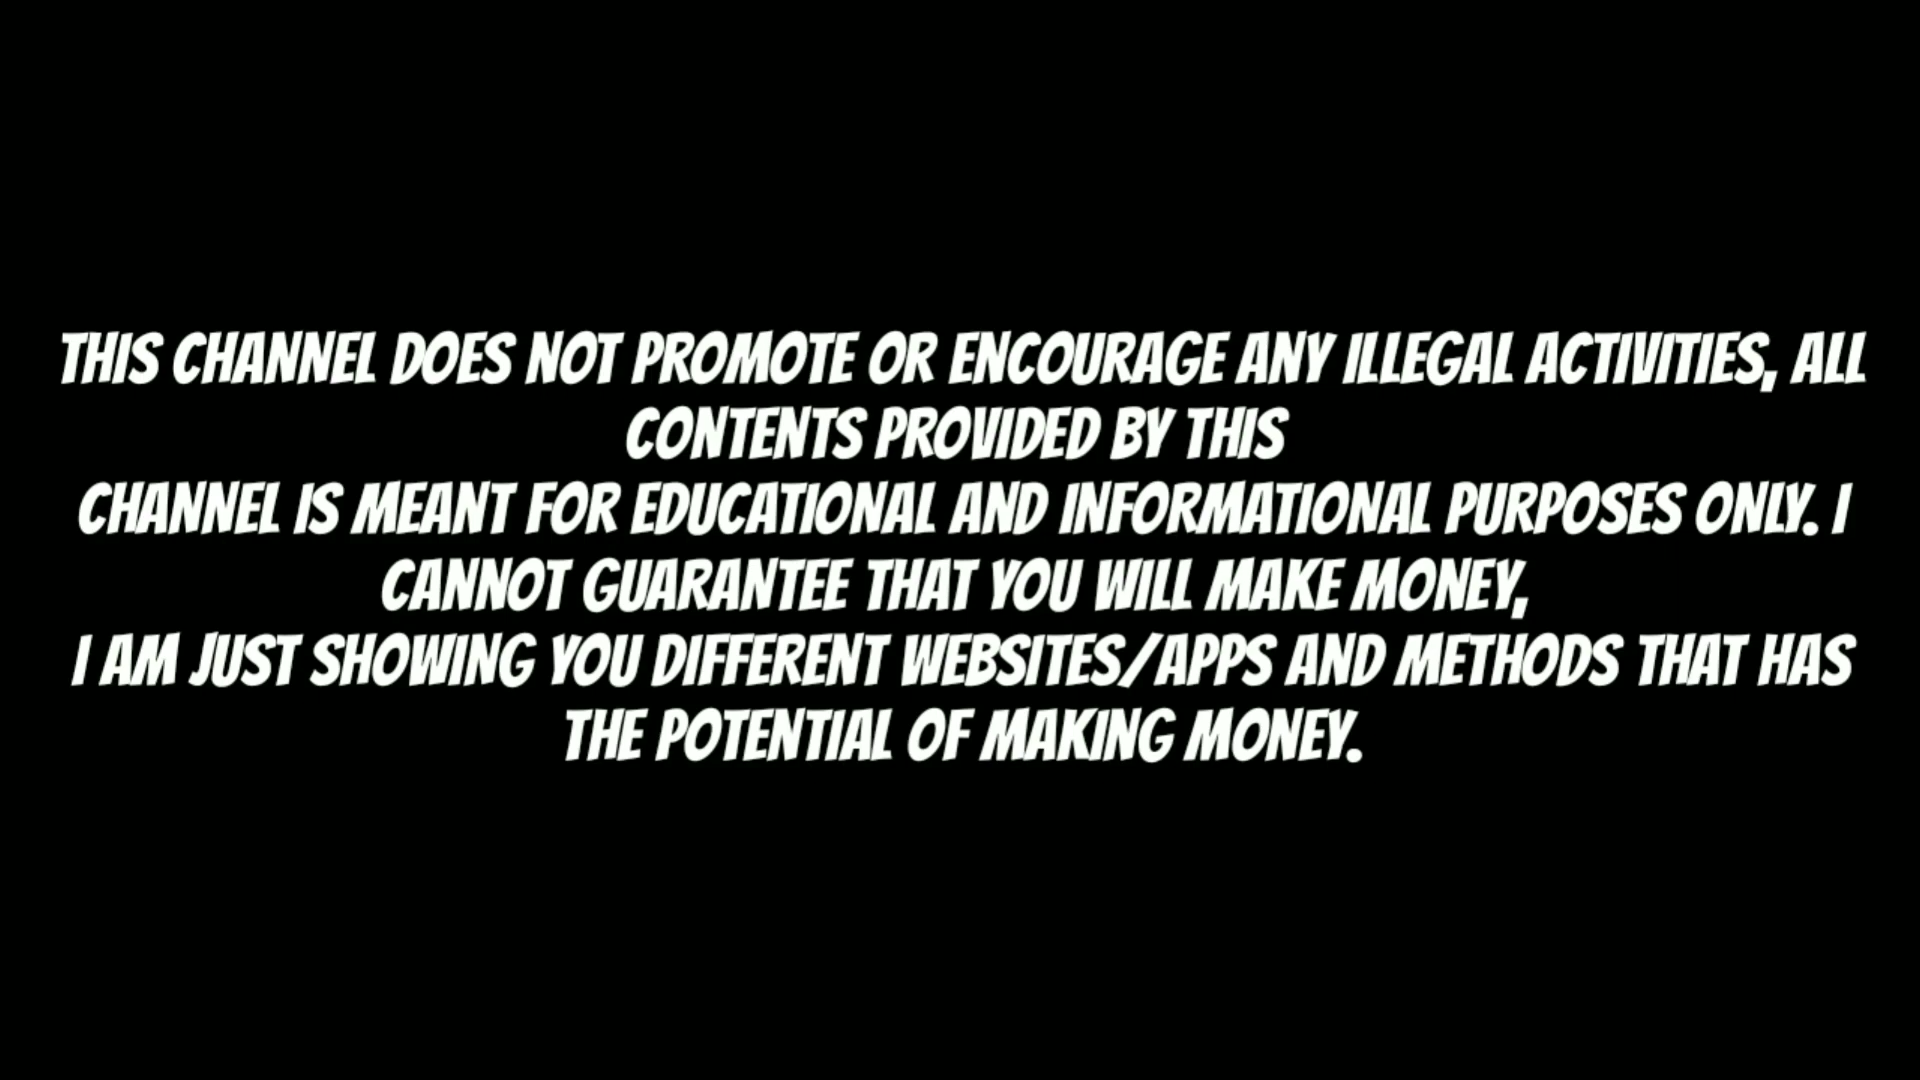 THIS CHANNEL DOES NOT PROMOTE OR ENCOURAGE ANY ILLEGAL ACTIVITIES, ALL
CONTENTS PROVIDED BY THIS
CHANNEL IS MEANT FOR EDUCATIONAL AND INFORMATIONAL PURPOSES ONLY. I
CANNOT GUARANTEE THAT YOU WILL MAKE MONEY,
I AM JUST SHOWING YOU DIFFERENT WEBSITES/APPS AND METHODS THAT HAS
THE POTENTIAL OF MAKING MONEY.